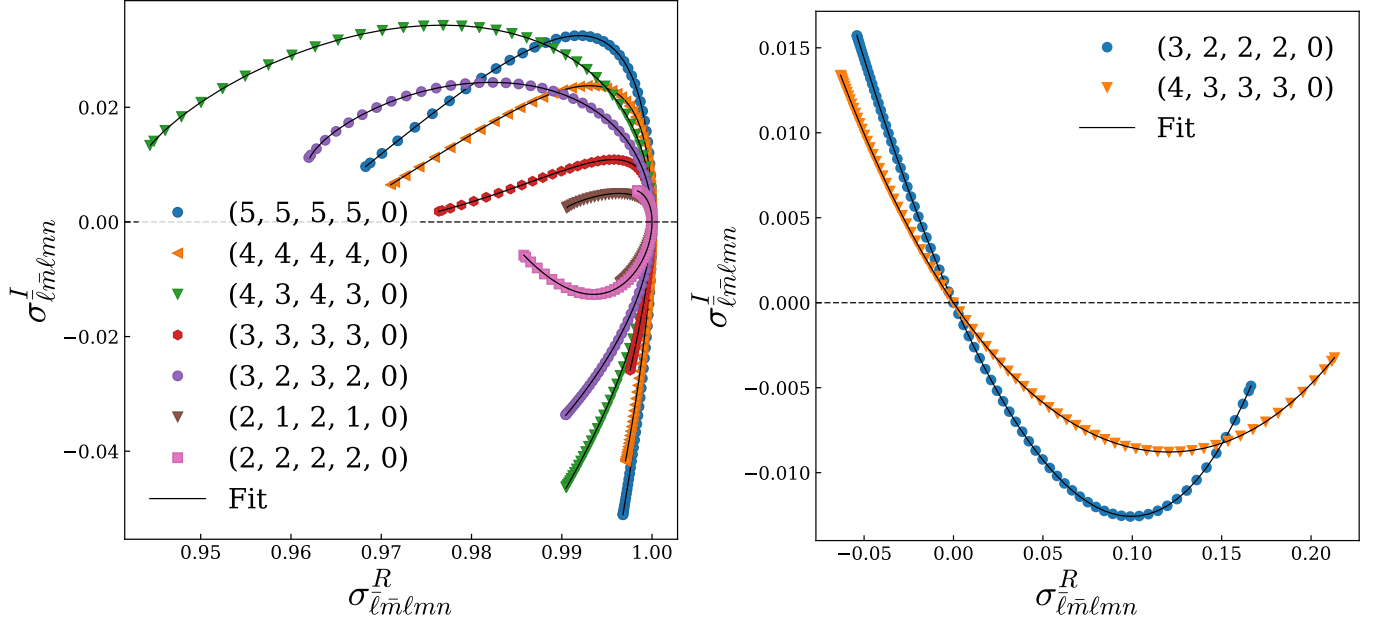 0.02
0.00
−0.02
−0.04
0.95
0.96
0.97
0.98
0.99
1.00
σ^I_{ℓ̄m̄ℓmn}
σ^R_{ℓ̄m̄ℓmn}
(5, 5, 5, 5, 0)
(4, 4, 4, 4, 0)
(4, 3, 4, 3, 0)
(3, 3, 3, 3, 0)
(3, 2, 3, 2, 0)
(2, 1, 2, 1, 0)
(2, 2, 2, 2, 0)
Fit
0.015
0.010
0.005
0.000
−0.005
−0.010
−0.05
0.00
0.05
0.10
0.15
0.20
σ^I_{ℓ̄m̄ℓmn}
σ^R_{ℓ̄m̄ℓmn}
(3, 2, 2, 2, 0)
(4, 3, 3, 3, 0)
Fit